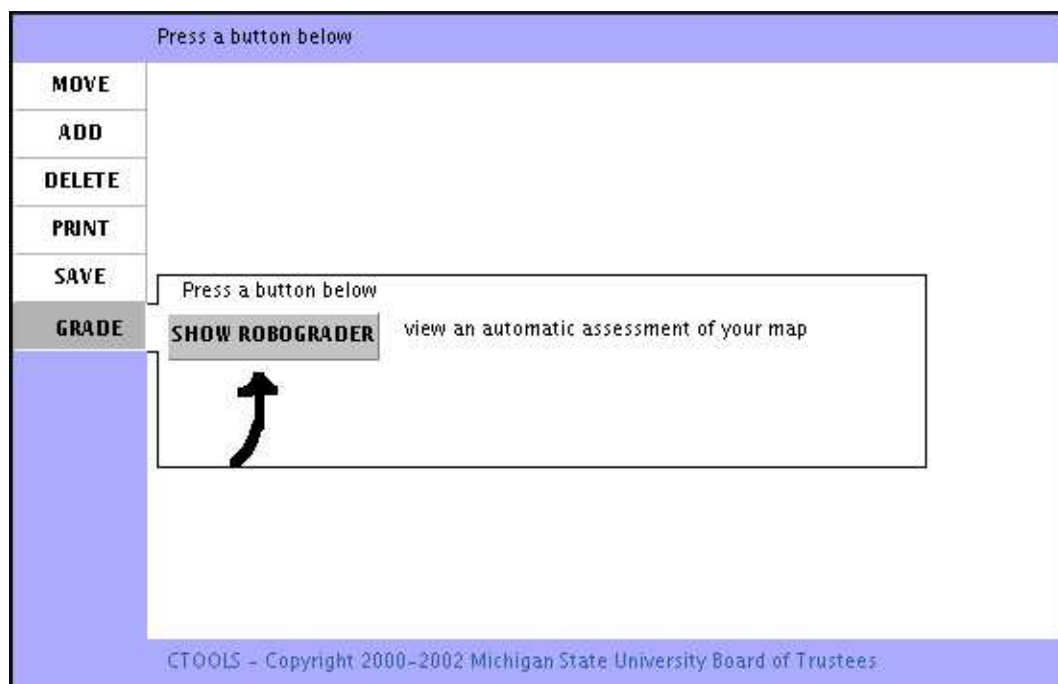 Press a button below
MOVE
ADD
DELETE
PRINT
SAVE
GRADE
Press a button below
SHOW ROBOGRADER view an automatic assessment of your map
CTOOLS - Copyright 2000-2002 Michigan State University Board of Trustees